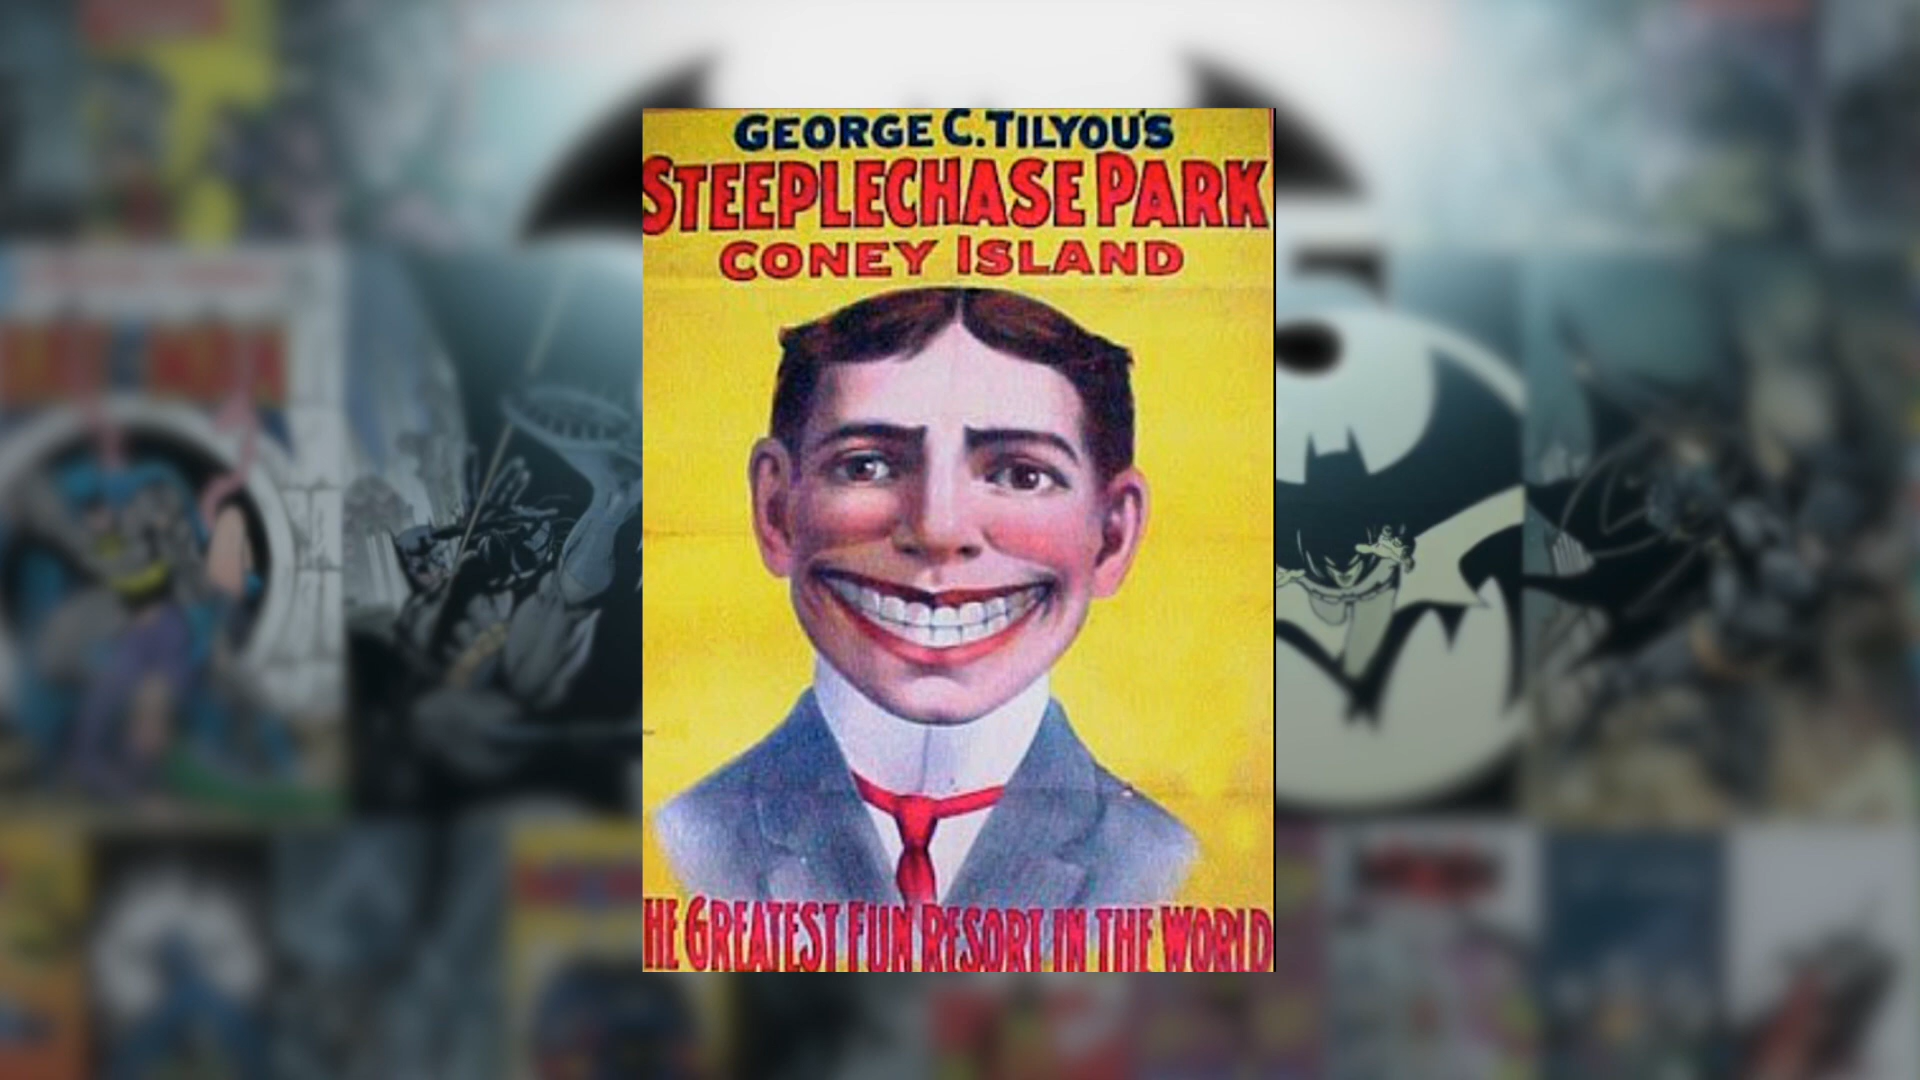 GEORGE C. TILYOU'S
STEEPLECHASE PARK
CONEY ISLAND
HE GREATEST FUN RESORT IN THE WORLD